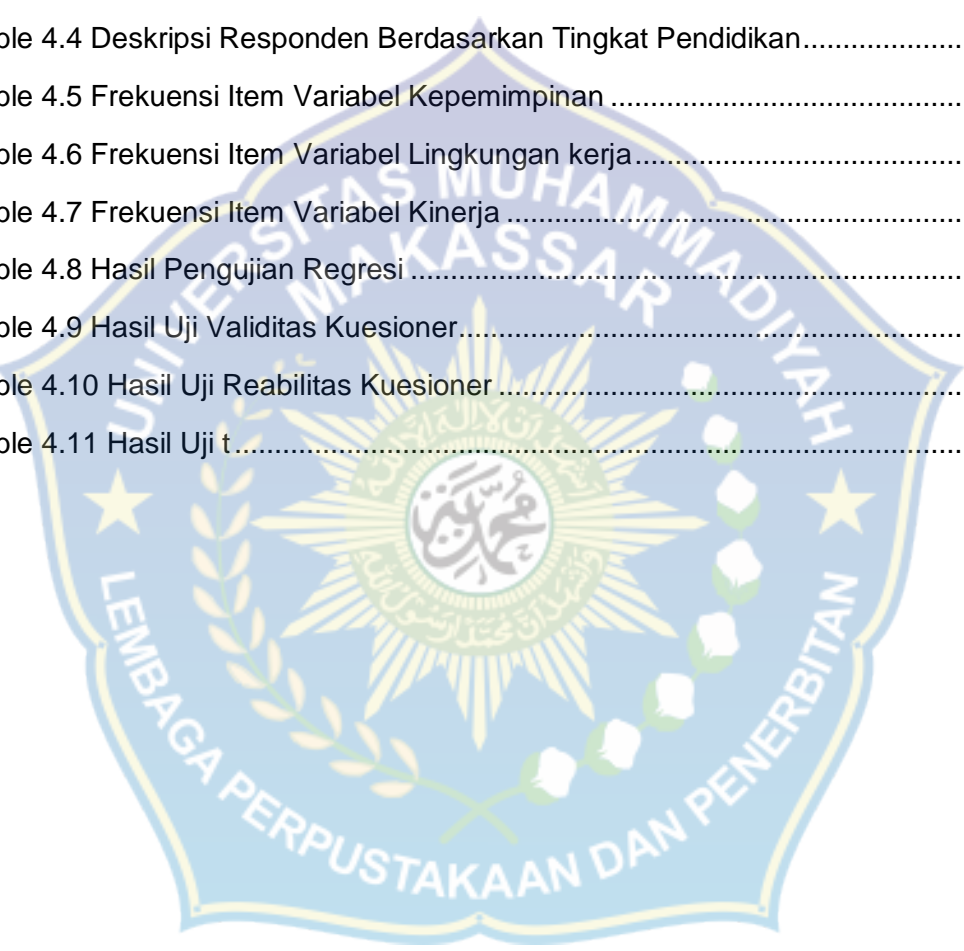 ble 4.4 Deskripsi Responden Berdasarkan Tingkat Pendidikan....................
ble 4.5 Frekuensi Item Variabel Kepemimpinan ..........................................
ble 4.6 Frekuensi Item Variabel Lingkungan kerja.......................................
ble 4.7 Frekuensi Item Variabel Kinerja ......................................................
ble 4.8 Hasil Pengujian Regresi .................................................................
ble 4.9 Hasil Uji Validitas Kuesioner............................................................
ble 4.10 Hasil Uji Reabilitas Kuesioner .......................................................
ble 4.11 Hasil Uji t.......................................................................................
UNIVERSITAS MUHAMMADIYAH
MAKASSAR
LEMBAGA PERPUSTAKAAN DAN PENERBITAN